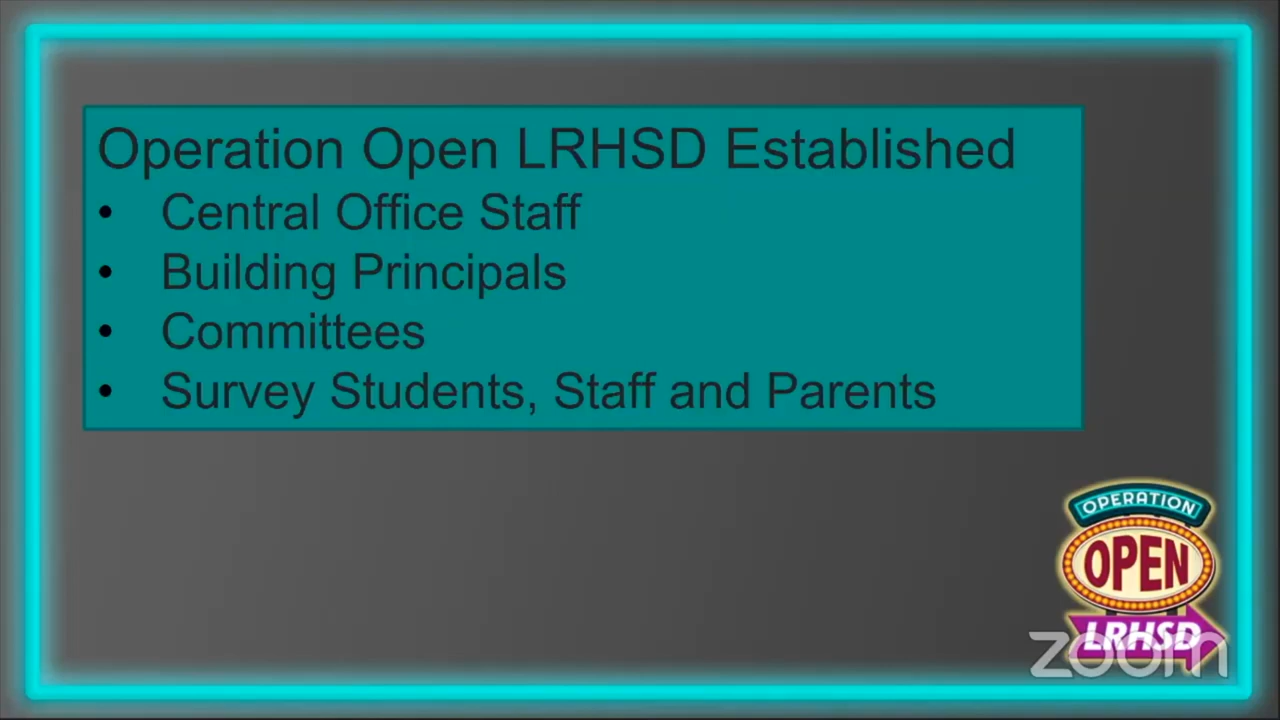 Operation Open LRHSD Established
• Central Office Staff
• Building Principals
• Committees
• Survey Students, Staff and Parents
OPERATION
OPEN
LRHSD
zoom